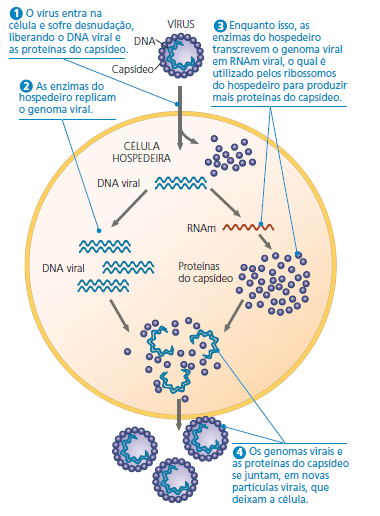 1 O vírus entra na
célula e sofre desnudação,
liberando o DNA viral e
as proteínas do capsídeo.
VÍRUS
DNA
Capsídeo
3 Enquanto isso, as
enzimas do hospedeiro
transcrevem o genoma viral
em RNAm viral, o qual é
utilizado pelos ribossomos
do hospedeiro para produzir
mais proteínas do capsídeo.
2 As enzimas do
hospedeiro replicam
o genoma viral.
CÉLULA
HOSPEDEIRA
DNA viral
RNAm
DNA viral
Proteínas
do capsídeo
4 Os genomas virais e
as proteínas do capsídeo
se juntam, em novas
partículas virais, que
deixam a célula.